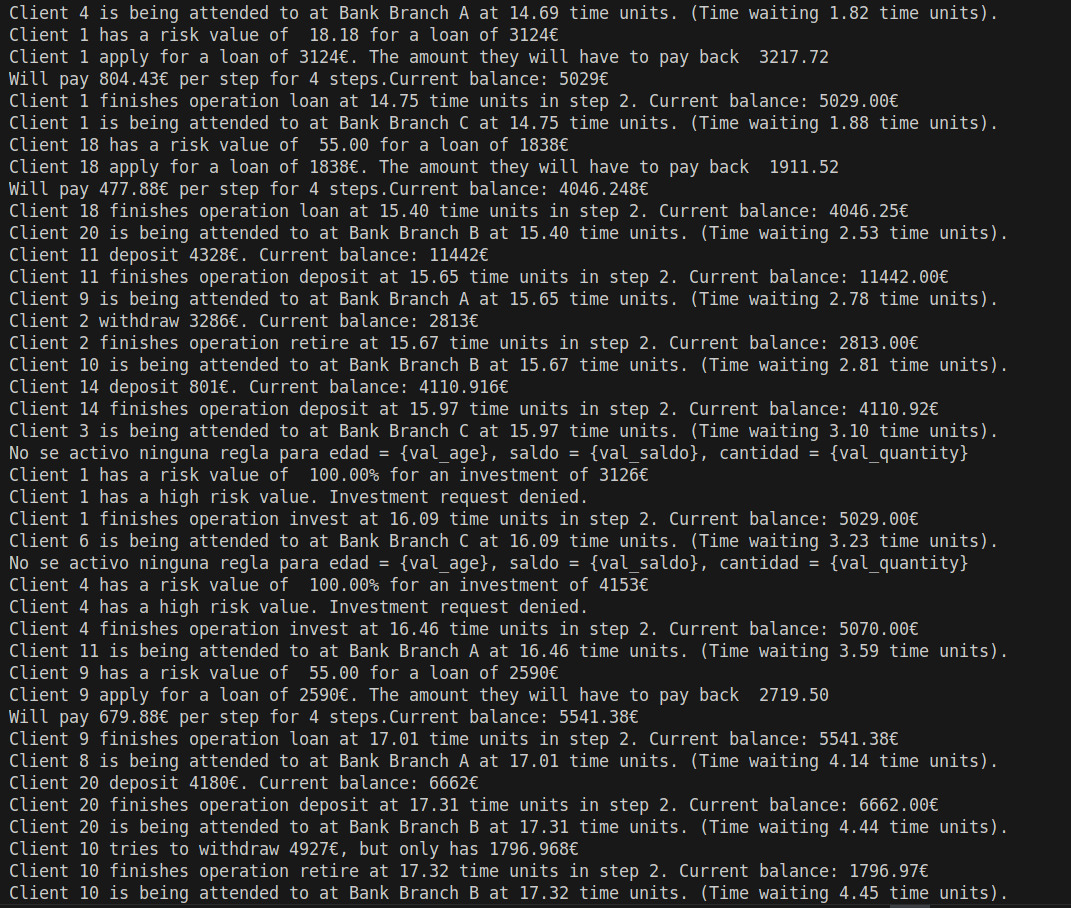 Client 4 is being attended to at Bank Branch A at 14.69 time units. (Time waiting 1.82 time units).
Client 1 has a risk value of  18.18 for a loan of 3124€
Client 1 apply for a loan of 3124€. The amount they will have to pay back  3217.72
Will pay 804.43€ per step for 4 steps.Current balance: 5029€
Client 1 finishes operation loan at 14.75 time units in step 2. Current balance: 5029.00€
Client 1 is being attended to at Bank Branch C at 14.75 time units. (Time waiting 1.88 time units).
Client 18 has a risk value of  55.00 for a loan of 1838€
Client 18 apply for a loan of 1838€. The amount they will have to pay back  1911.52
Will pay 477.88€ per step for 4 steps.Current balance: 4046.248€
Client 18 finishes operation loan at 15.40 time units in step 2. Current balance: 4046.25€
Client 20 is being attended to at Bank Branch B at 15.40 time units. (Time waiting 2.53 time units).
Client 11 deposit 4328€. Current balance: 11442€
Client 11 finishes operation deposit at 15.65 time units in step 2. Current balance: 11442.00€
Client 9 is being attended to at Bank Branch A at 15.65 time units. (Time waiting 2.78 time units).
Client 2 withdraw 3286€. Current balance: 2813€
Client 2 finishes operation retire at 15.67 time units in step 2. Current balance: 2813.00€
Client 10 is being attended to at Bank Branch B at 15.67 time units. (Time waiting 2.81 time units).
Client 14 deposit 801€. Current balance: 4110.916€
Client 14 finishes operation deposit at 15.97 time units in step 2. Current balance: 4110.92€
Client 3 is being attended to at Bank Branch C at 15.97 time units. (Time waiting 3.10 time units).
No se activo ninguna regla para edad = {val_age}, saldo = {val_saldo}, cantidad = {val_quantity}
Client 1 has a risk value of  100.00% for an investment of 3126€
Client 1 has a high risk value. Investment request denied.
Client 1 finishes operation invest at 16.09 time units in step 2. Current balance: 5029.00€
Client 6 is being attended to at Bank Branch C at 16.09 time units. (Time waiting 3.23 time units).
No se activo ninguna regla para edad = {val_age}, saldo = {val_saldo}, cantidad = {val_quantity}
Client 4 has a risk value of  100.00% for an investment of 4153€
Client 4 has a high risk value. Investment request denied.
Client 4 finishes operation invest at 16.46 time units in step 2. Current balance: 5070.00€
Client 11 is being attended to at Bank Branch A at 16.46 time units. (Time waiting 3.59 time units).
Client 9 has a risk value of  55.00 for a loan of 2590€
Client 9 apply for a loan of 2590€. The amount they will have to pay back  2719.50
Will pay 679.88€ per step for 4 steps.Current balance: 5541.38€
Client 9 finishes operation loan at 17.01 time units in step 2. Current balance: 5541.38€
Client 8 is being attended to at Bank Branch A at 17.01 time units. (Time waiting 4.14 time units).
Client 20 deposit 4180€. Current balance: 6662€
Client 20 finishes operation deposit at 17.31 time units in step 2. Current balance: 6662.00€
Client 20 is being attended to at Bank Branch B at 17.31 time units. (Time waiting 4.44 time units).
Client 10 tries to withdraw 4927€, but only has 1796.968€
Client 10 finishes operation retire at 17.32 time units in step 2. Current balance: 1796.97€
Client 10 is being attended to at Bank Branch B at 17.32 time units. (Time waiting 4.45 time units).